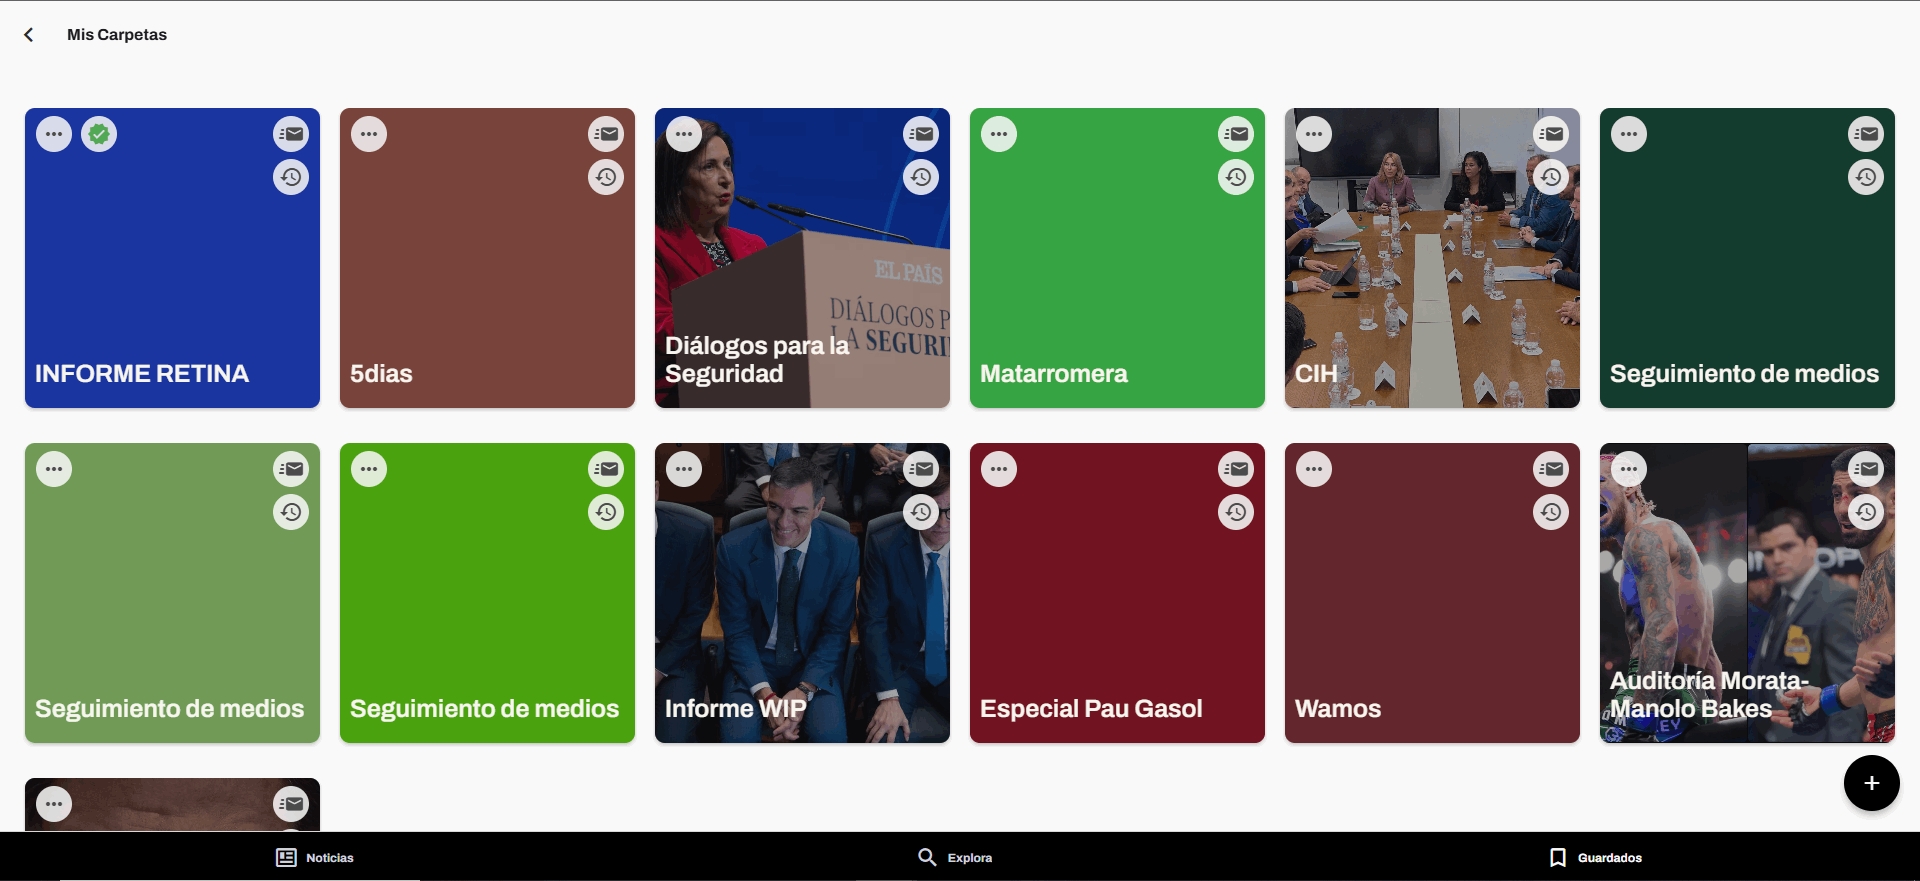 Mis Carpetas
INFORME RETINA
5dias
EL PAÍS
DIÁLOGOS P
LA SEGURI
Diálogos para la
Seguridad
Matarromera
CIH
Seguimiento de medios
Seguimiento de medios
Seguimiento de medios
Informe WIP
Especial Pau Gasol
Wamos
Auditoría Morata-
Manolo Bakes
Noticias
Explora
Guardados